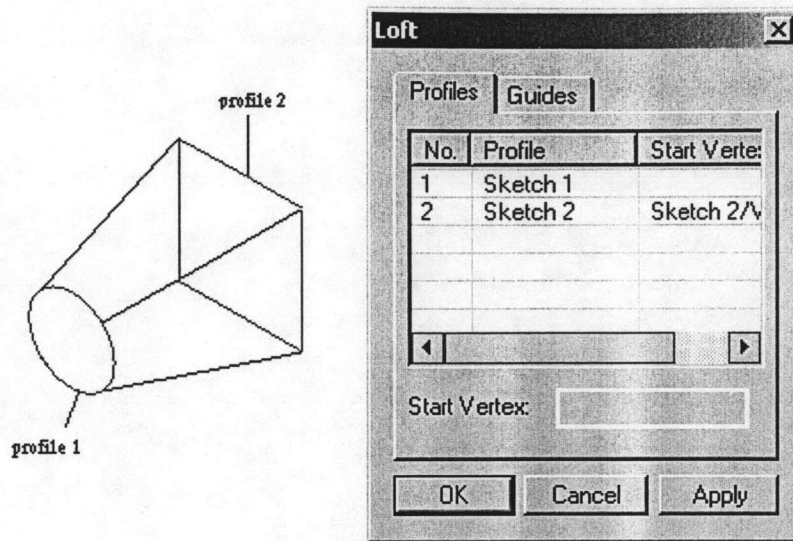 profile 2
profile 1
Loft
Profiles Guides
No. Profile Start Verte
1 Sketch 1
2 Sketch 2 Sketch 2/V
Start Vertex:
OK Cancel Apply